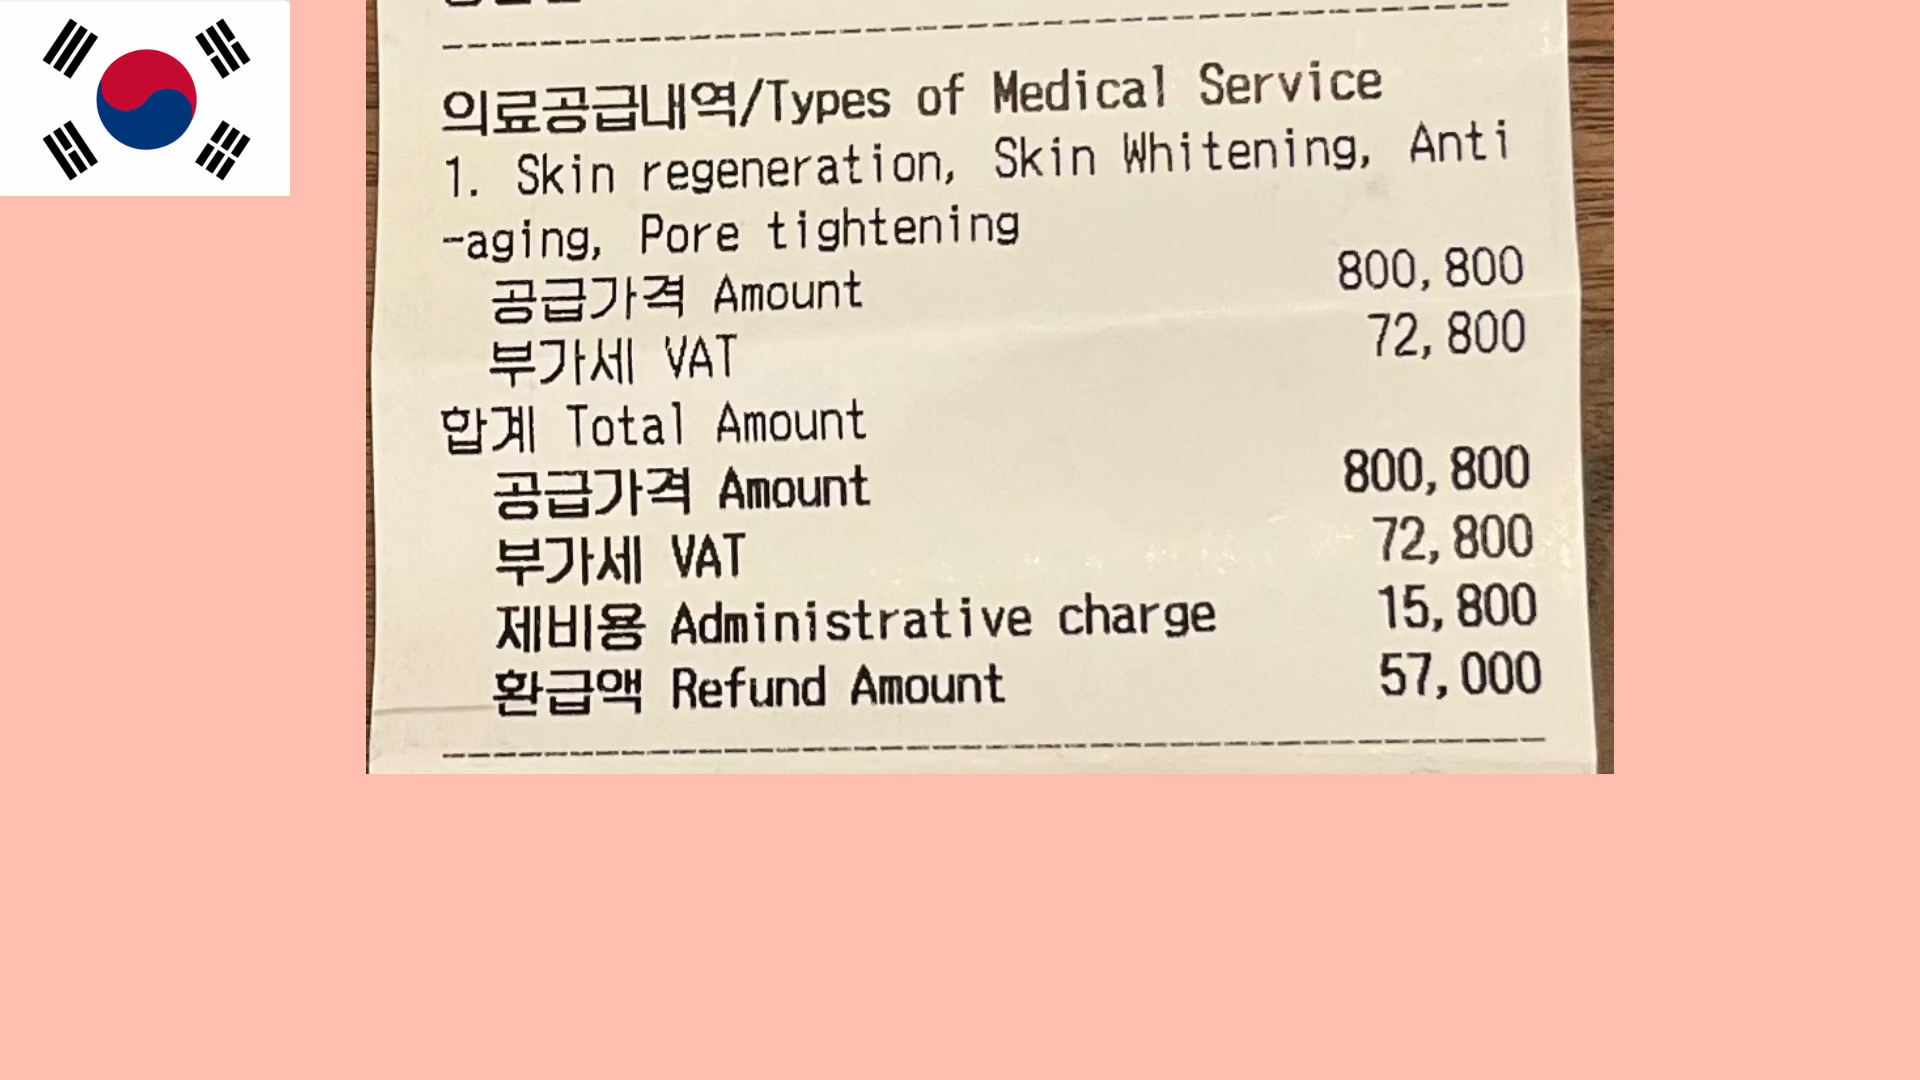 의료공급내역/Types of Medical Service
1. Skin regeneration, Skin Whitening, Anti
-aging, Pore tightening
공급가격 Amount 800,800
부가세 VAT 72,800
합계 Total Amount
공급가격 Amount 800,800
부가세 VAT 72,800
제비용 Administrative charge 15,800
환급액 Refund Amount 57,000